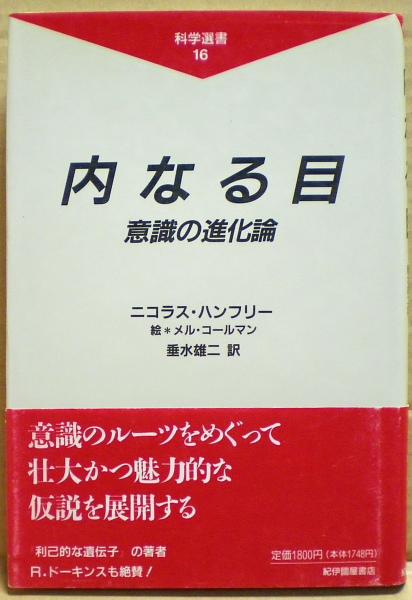 科学選書
16
内なる目
意識の進化論
ニコラス・ハンフリー
絵*メル・コールマン
垂水雄二 訳
意識のルーツをめぐって
壮大かつ魅力的な
仮説を展開する
『利己的な遺伝子』の著者
R.ドーキンスも絶賛!
定価1800円(本体1748円)
紀伊國屋書店